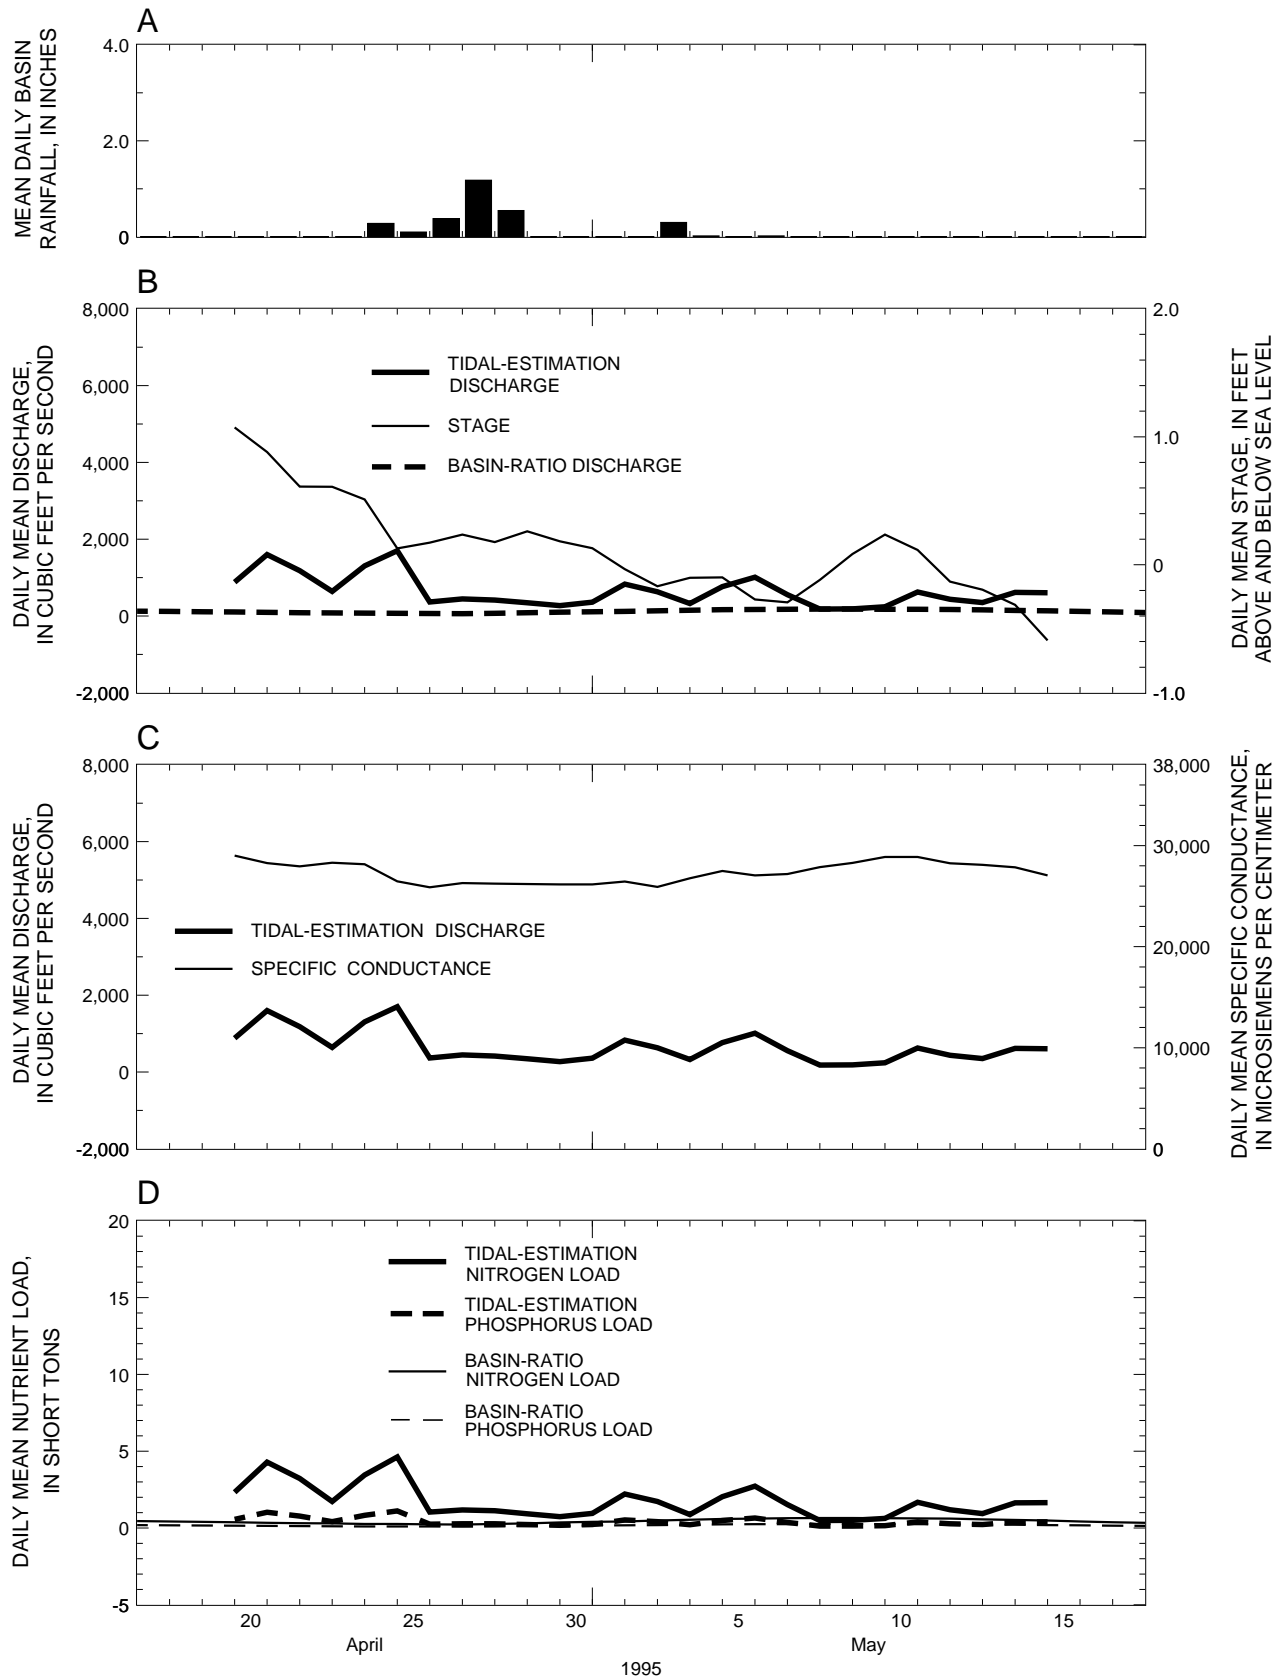 A
MEAN DAILY BASIN
RAINFALL, IN INCHES
4.0
2.0
0
B
DAILY MEAN DISCHARGE,
IN CUBIC FEET PER SECOND
8,000
6,000
4,000
2,000
0
-2,000
TIDAL-ESTIMATION
DISCHARGE
STAGE
BASIN-RATIO DISCHARGE
2.0
1.0
0
-1.0
DAILY MEAN STAGE, IN FEET
ABOVE AND BELOW SEA LEVEL
C
DAILY MEAN DISCHARGE,
IN CUBIC FEET PER SECOND
8,000
6,000
4,000
2,000
0
-2,000
TIDAL-ESTIMATION DISCHARGE
SPECIFIC CONDUCTANCE
38,000
30,000
20,000
10,000
0
DAILY MEAN SPECIFIC CONDUCTANCE,
IN MICROSIEMENS PER CENTIMETER
D
DAILY MEAN NUTRIENT LOAD,
IN SHORT TONS
20
15
10
5
0
-5
TIDAL-ESTIMATION
NITROGEN LOAD
TIDAL-ESTIMATION
PHOSPHORUS LOAD
BASIN-RATIO
NITROGEN LOAD
BASIN-RATIO
PHOSPHORUS LOAD
20 25 30 5 10 15
April May
1995